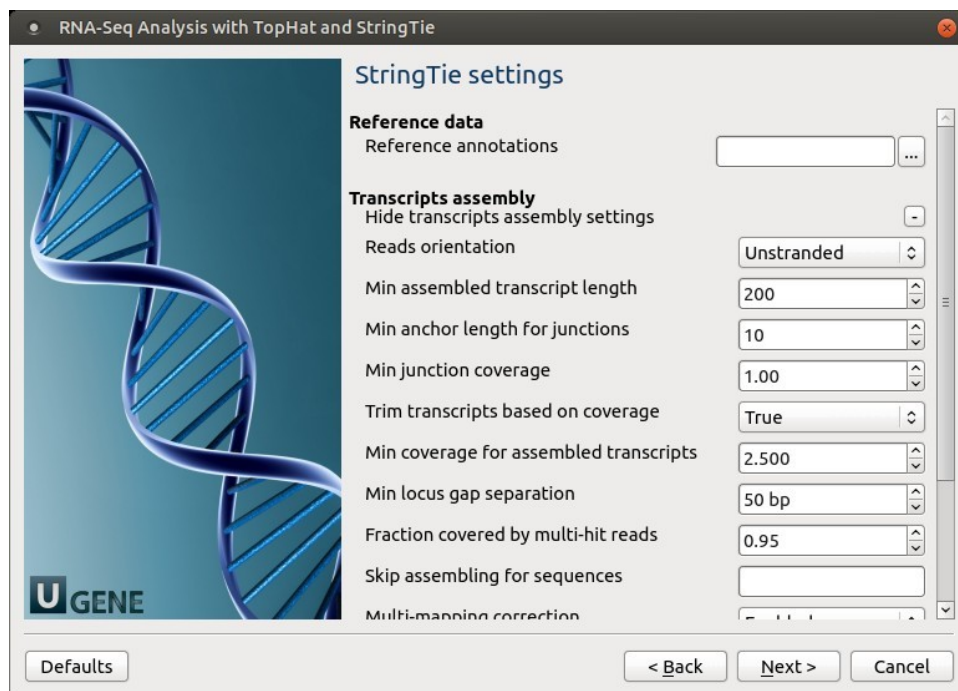 RNA-Seq Analysis with TopHat and StringTie
StringTie settings
Reference data
Reference annotations
...
Transcripts assembly
Hide transcripts assembly settings
-
Reads orientation
Unstranded
Min assembled transcript length
200
Min anchor length for junctions
10
Min junction coverage
1.00
Trim transcripts based on coverage
True
Min coverage for assembled transcripts
2.500
Min locus gap separation
50 bp
Fraction covered by multi-hit reads
0.95
Skip assembling for sequences
Multi-mapping correction
UGENE
Defaults
< Back
Next >
Cancel